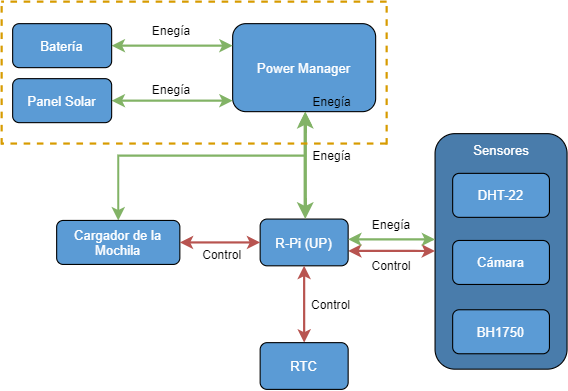 Batería
Enegía
Power Manager
Panel Solar
Enegía
Enegía
Enegía
Sensores
DHT-22
Cargador de la
Mochila
Control
R-Pi (UP)
Enegía
Control
Cámara
Control
BH1750
RTC